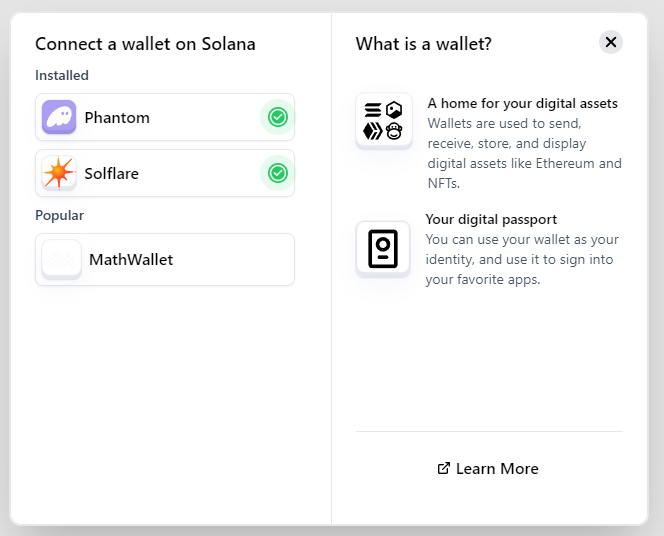 Connect a wallet on Solana
Installed
Phantom
Solflare
Popular
MathWallet
What is a wallet?
A home for your digital assets
Wallets are used to send,
receive, store, and display
digital assets like Ethereum and
NFTs.
Your digital passport
You can use your wallet as your
identity, and use it to sign into
your favorite apps.
Learn More